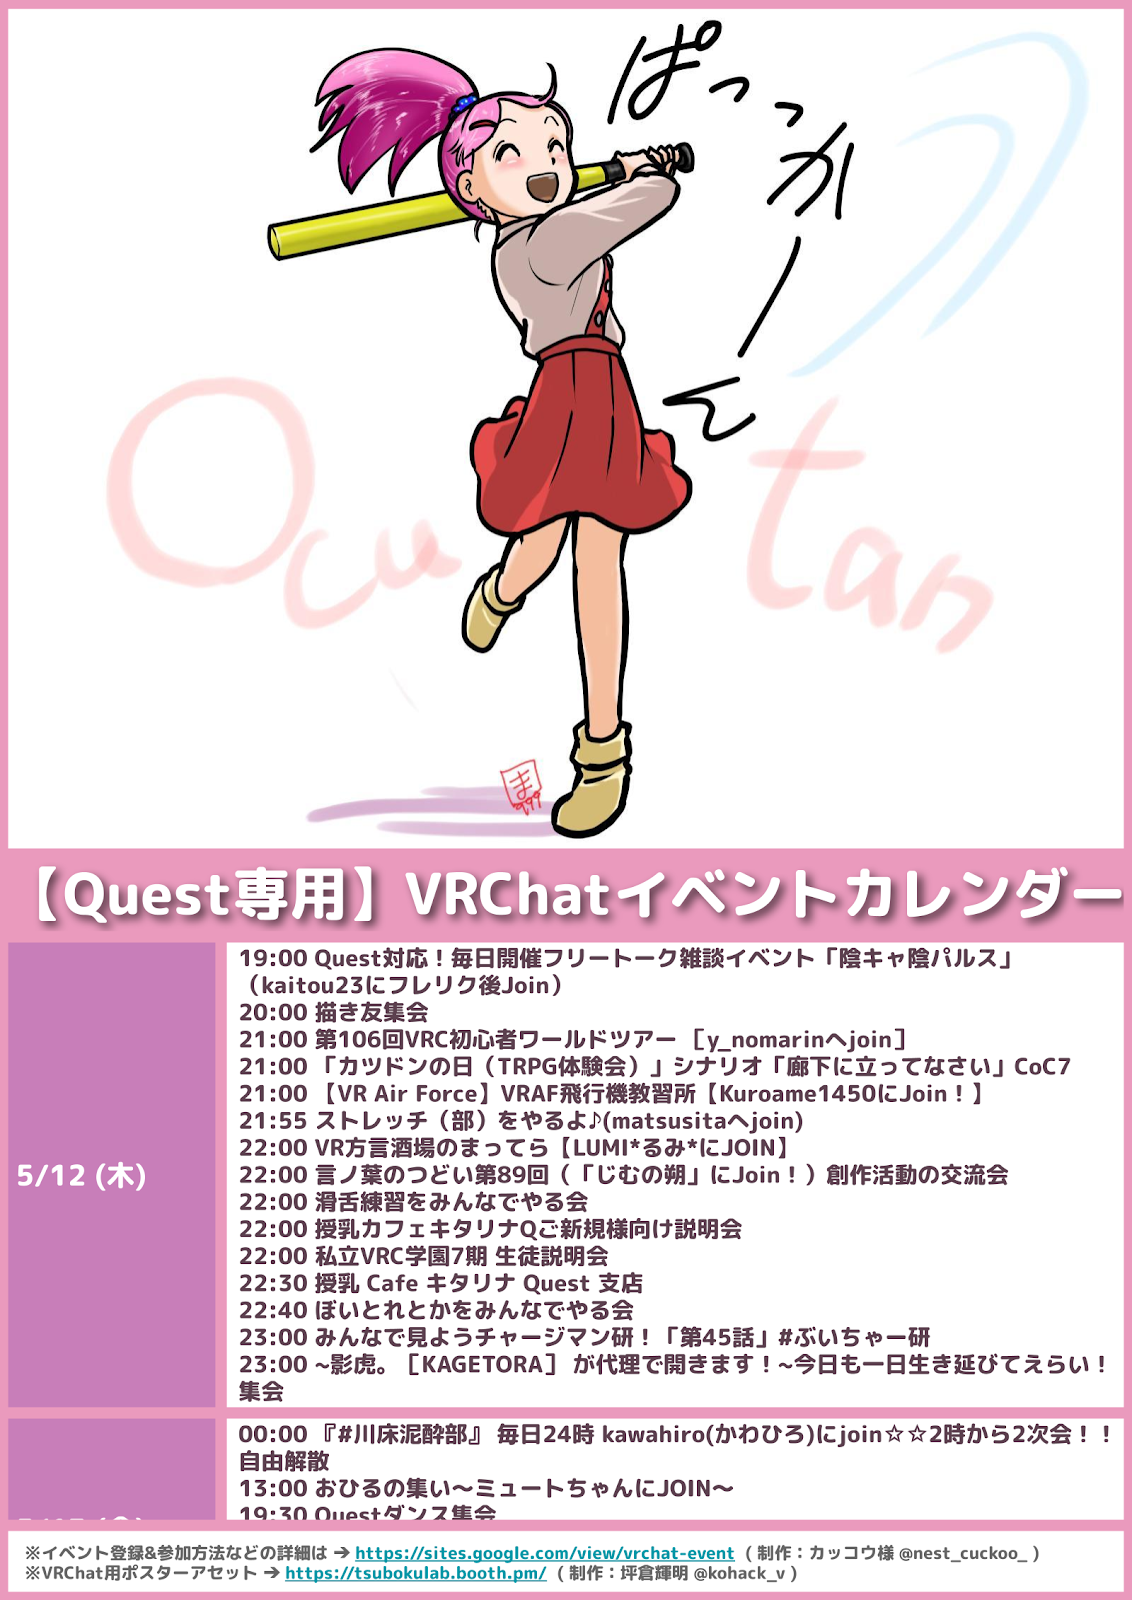 ぱっっかーん
Ocu tan
ま
999
【Quest専用】VRChatイベントカレンダー
5/12 (木)
19:00 Quest対応！毎日開催フリートーク雑談イベント「陰キャ陰パルス」
（kaitou23にフレリク後Join）
20:00 描き友集会
21:00 第106回VRC初心者ワールドツアー ［y_nomarinへjoin］
21:00 「カツドンの日（TRPG体験会）」シナリオ「廊下に立ってなさい」CoC7
21:00 【VR Air Force】VRAF飛行機教習所【Kuroame1450にJoin！】
21:55 ストレッチ（部）をやるよ♪(matsusitaへjoin)
22:00 VR方言酒場のまってら【LUMI*るみ*にJOIN】
22:00 言ノ葉のつどい第89回（「じむの朔」にJoin！）創作活動の交流会
22:00 滑舌練習をみんなでやる会
22:00 授乳カフェキタリナQご新規様向け説明会
22:00 私立VRC学園7期 生徒説明会
22:30 授乳 Cafe キタリナ Quest 支店
22:40 ぼいとれとかをみんなでやる会
23:00 みんなで見ようチャージマン研！「第45話」#ぶいちゃー研
23:00 ~影虎。［KAGETORA］ が代理で開きます！~今日も一日生き延びてえらい！
集会
00:00 『#川床泥酔部』 毎日24時 kawahiro(かわひろ)にjoin☆☆2時から2次会！！
自由解散
13:00 おひるの集い～ミュートちゃんにJOIN～
19:30 Questダンス集会
※イベント登録&参加方法などの詳細は ➔ https://sites.google.com/view/vrchat-event （ 制作：カッコウ様 @nest_cuckoo_ ）
※VRChat用ポスターアセット ➔ https://tsubokulab.booth.pm/ （ 制作：坪倉輝明 @kohack_v ）